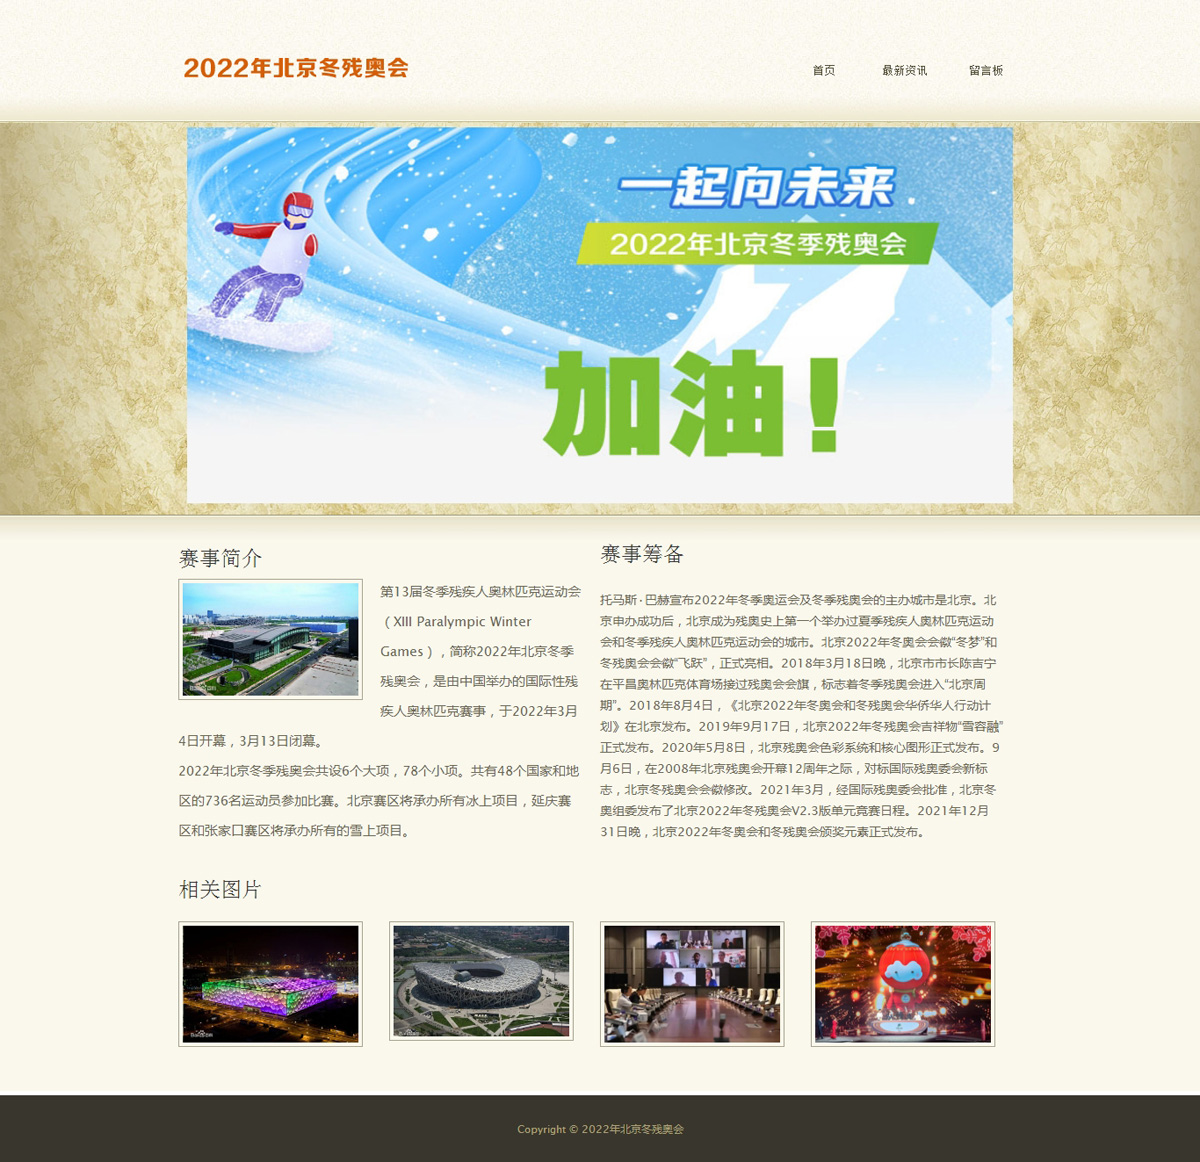 2022年北京冬残奥会
首页
最新资讯
留言板
一起向未来
2022年北京冬季残奥会
加油!
赛事简介
第13届冬季残疾人奥林匹克运动会
（XIII Paralympic Winter
Games），简称2022年北京冬季
残奥会，是由中国举办的国际性残
疾人奥林匹克赛事，于2022年3月
4日开幕，3月13日闭幕。
2022年北京冬季残奥会共设6个大项，78个小项。共有48个国家和地
区的736名运动员参加比赛。北京赛区将承办所有冰上项目，延庆赛
区和张家口赛区将承办所有的雪上项目。
赛事筹备
托马斯·巴赫宣布2022年冬季奥运会及冬季残奥会的主办城市是北京。北
京申办成功后，北京成为残奥史上第一个举办过夏季残疾人奥林匹克运动
会和冬季残疾人奥林匹克运动会的城市。北京2022年冬奥会会徽“冬梦”和
冬残奥会会徽“飞跃”，正式亮相。2018年3月18日晚，北京市市长陈吉宁
在平昌奥林匹克体育场接过残奥会会旗，标志着冬季残奥会进入“北京周
期”。2018年8月4日，《北京2022年冬奥会和冬残奥会华侨华人行动计
划》在北京发布。2019年9月17日，北京2022年冬残奥会吉祥物“雪容融”
正式发布。2020年5月8日，北京残奥会色彩系统和核心图形正式发布。9
月6日，在2008年北京残奥会开幕12周年之际，对标国际残奥委会新标
志，北京冬残奥会会徽修改。2021年3月，经国际残奥委会批准，北京冬
奥组委发布了北京2022年冬残奥会V2.3版单元竞赛日程。2021年12月
31日晚，北京2022年冬奥会和冬残奥会颁奖元素正式发布。
相关图片
Copyright © 2022年北京冬残奥会